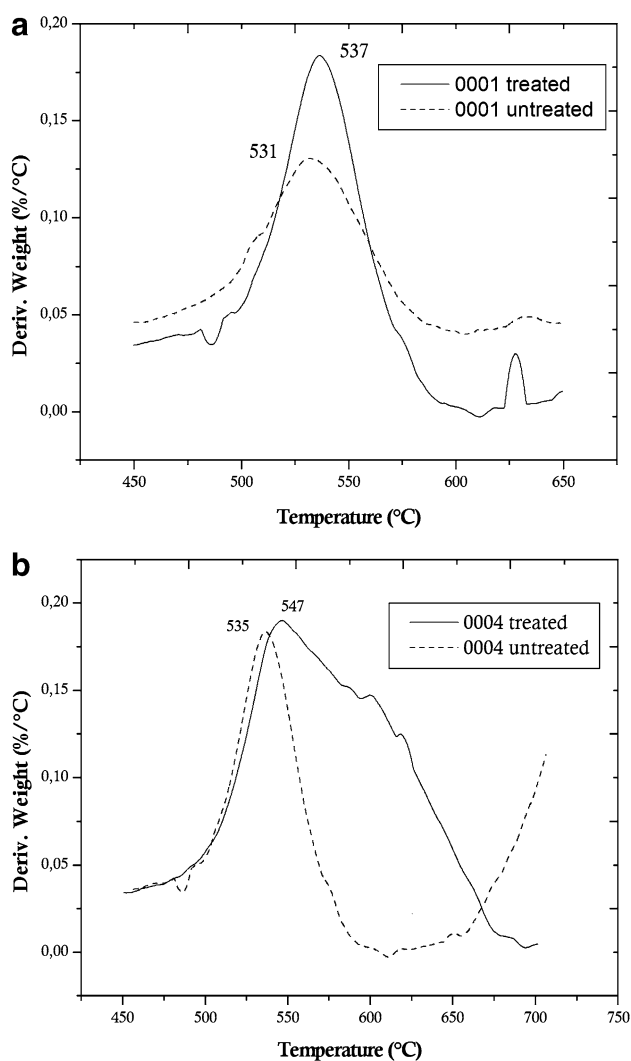 a
0,20
0,15
0,10
0,05
0,00
Deriv. Weight (%/°C)
537
531
0001 treated
0001 untreated
450
500
550
600
650
Temperature (°C)
b
0,20
0,15
0,10
0,05
0,00
Deriv. Weight (%/°C)
535
547
0004 treated
0004 untreated
450
500
550
600
650
700
750
Temperature (°C)